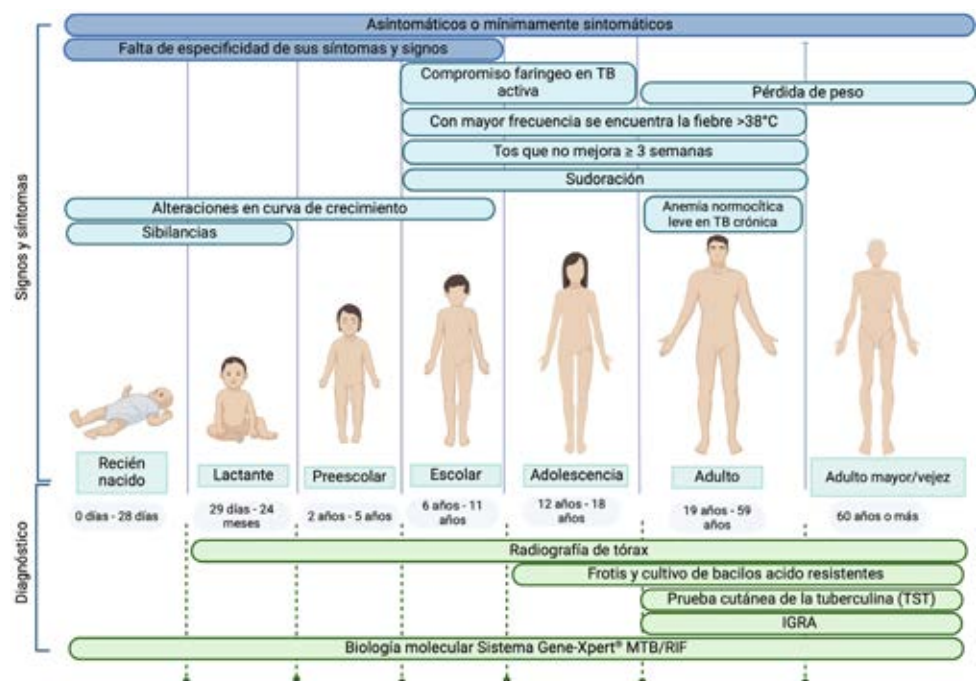 Asíntomáticos o mínimamente sintomáticos
Falta de especificidad de sus síntomas y signos
Compromiso faríngeo en TB
activa
Pérdida de peso
Con mayor frecuencia se encuentra la fiebre >38°C
Tos que no mejora ≥ 3 semanas
Sudoración
Alteraciones en curva de crecimiento
Anemia normocítica
leve en TB crónica
Sibilancias
Signos y síntomas
Recién
nacido
Lactante
Preescolar
Escolar
Adolescencia
Adulto
Adulto mayor/vejez
Diagnóstico
0 días - 28 días
29 días - 24
meses
2 años - 5 años
6 años - 11
años
12 años - 18
años
19 años - 59
años
60 años o más
Radiografía de tórax
Frotis y cultivo de bacilos acido resistentes
Prueba cutánea de la tuberculina (TST)
IGRA
Biología molecular Sistema Gene-Xpert® MTB/RIF